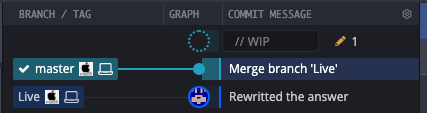 BRANCH / TAG GRAPH COMMIT MESSAGE
// WIP 1
master Merge branch 'Live'
Live Rewritted the answer